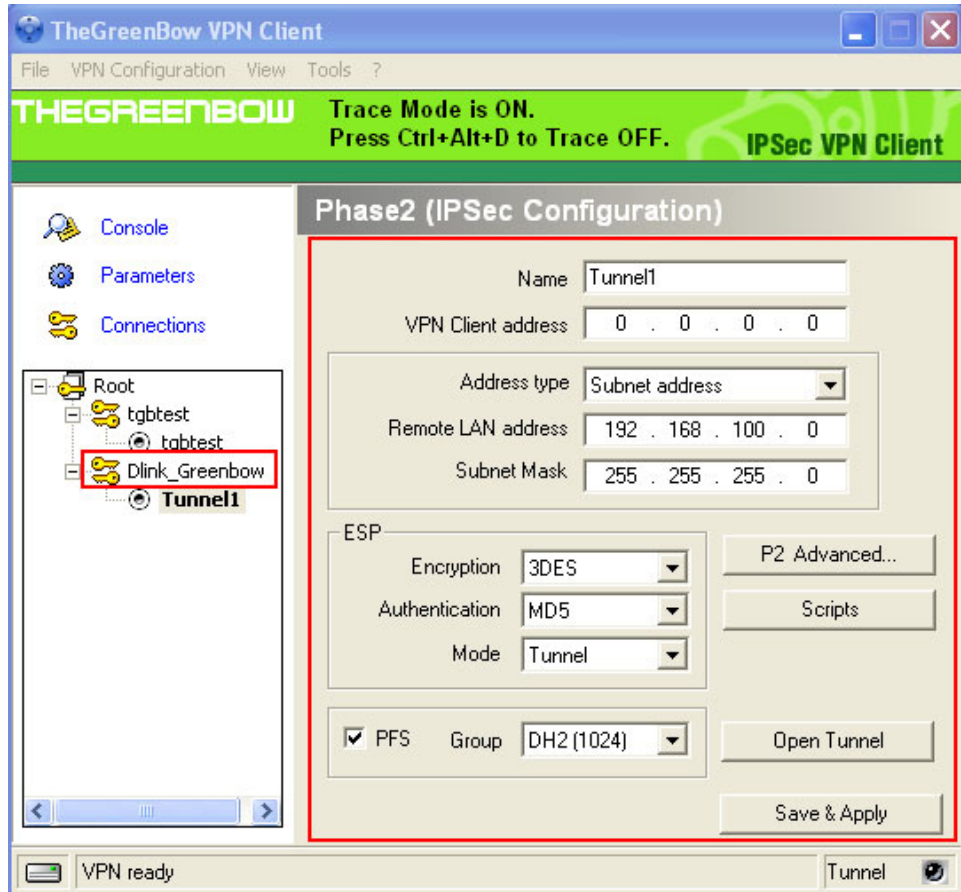 TheGreenBow VPN Client
File VPN Configuration View Tools ?
THEGREENBOW
Trace Mode is ON.
Press Ctrl+Alt+D to Trace OFF.
IPSec VPN Client
Console
Parameters
Connections
Root
tgbtest
tgbtest
Dlink_Greenbow
Tunnel1
Phase2 (IPSec Configuration)
Name Tunnel1
VPN Client address 0 . 0 . 0 . 0
Address type Subnet address
Remote LAN address 192 . 168 . 100 . 0
Subnet Mask 255 . 255 . 255 . 0
ESP
Encryption 3DES
Authentication MD5
Mode Tunnel
P2 Advanced...
Scripts
PFS Group DH2 (1024)
Open Tunnel
Save & Apply
VPN ready
Tunnel